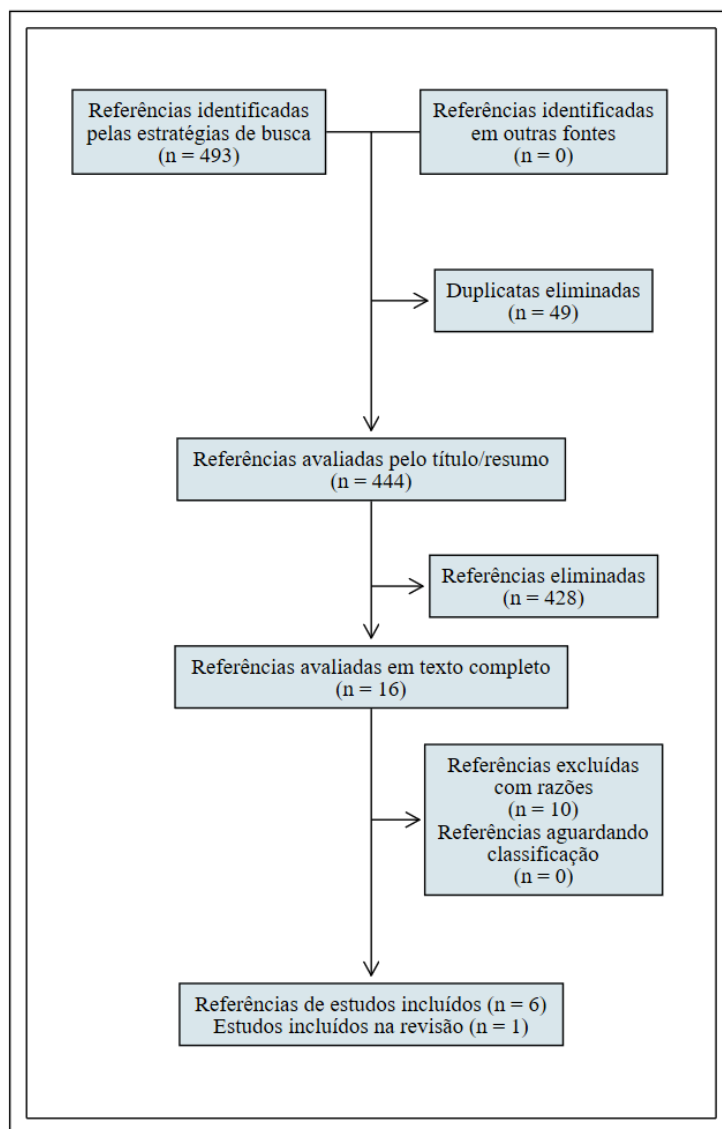 Referências identificadas
pelas estratégias de busca
(n = 493)
Referências identificadas
em outras fontes
(n = 0)
Duplicatas eliminadas
(n = 49)
Referências avaliadas pelo título/resumo
(n = 444)
Referências eliminadas
(n = 428)
Referências avaliadas em texto completo
(n = 16)
Referências excluídas
com razões
(n = 10)
Referências aguardando
classificação
(n = 0)
Referências de estudos incluídos (n = 6)
Estudos incluídos na revisão (n = 1)